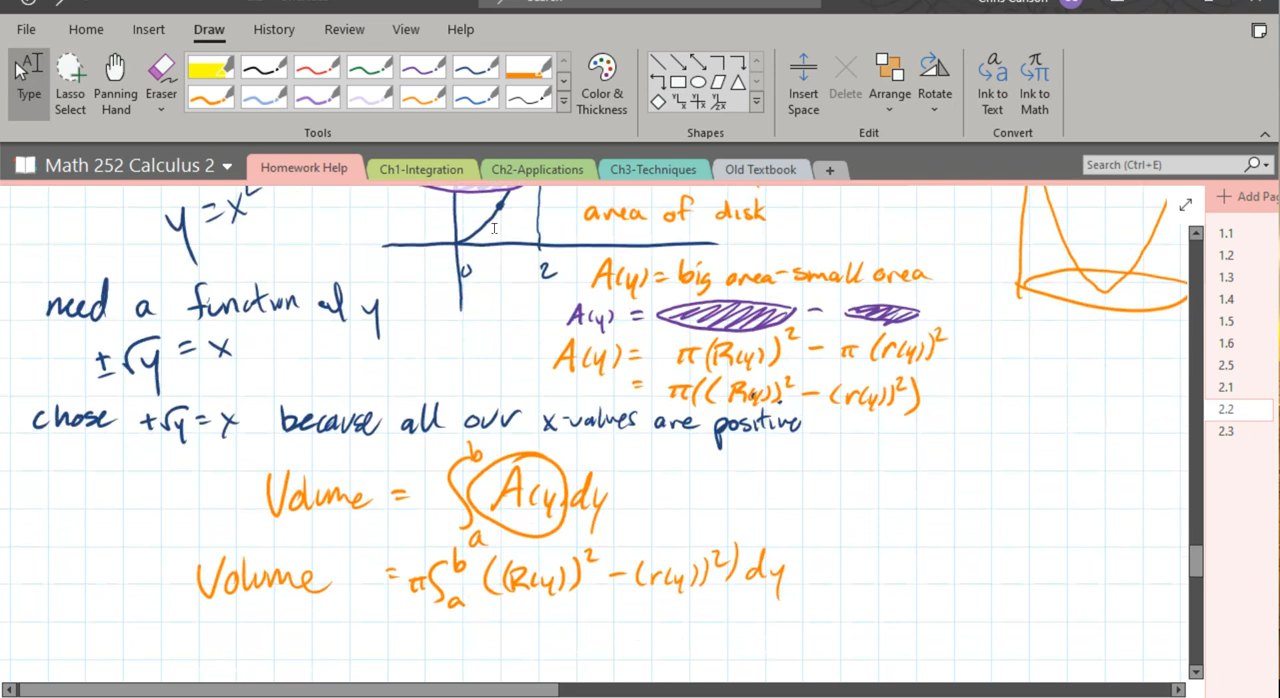 File Home Insert Draw History Review View Help
Type
Lasso Select
Panning Hand
Eraser
Color & Thickness
Insert Space
Delete
Arrange
Rotate
Ink to Text
Ink to Math
Tools
Shapes
Edit
Convert
Math 252 Calculus 2
Homework Help
Ch1-Integration
Ch2-Applications
Ch3-Techniques
Old Textbook
Search (Ctrl+E)
Add Pag
1.1
1.2
1.3
1.4
1.5
1.6
2.5
2.1
2.2
2.3
y = x²
area of disk
0 2
A(y) = big area - small area
need a function of y
A(y) = -
±√y = x
A(y) = π(R(y))² - π(r(y))²
= π((R(y))² - (r(y))²)
chose +√y = x because all our x-values are positive
Volume = ∫ₐᵇ A(y) dy
Volume = π∫ₐᵇ ((R(y))² - (r(y))²) dy